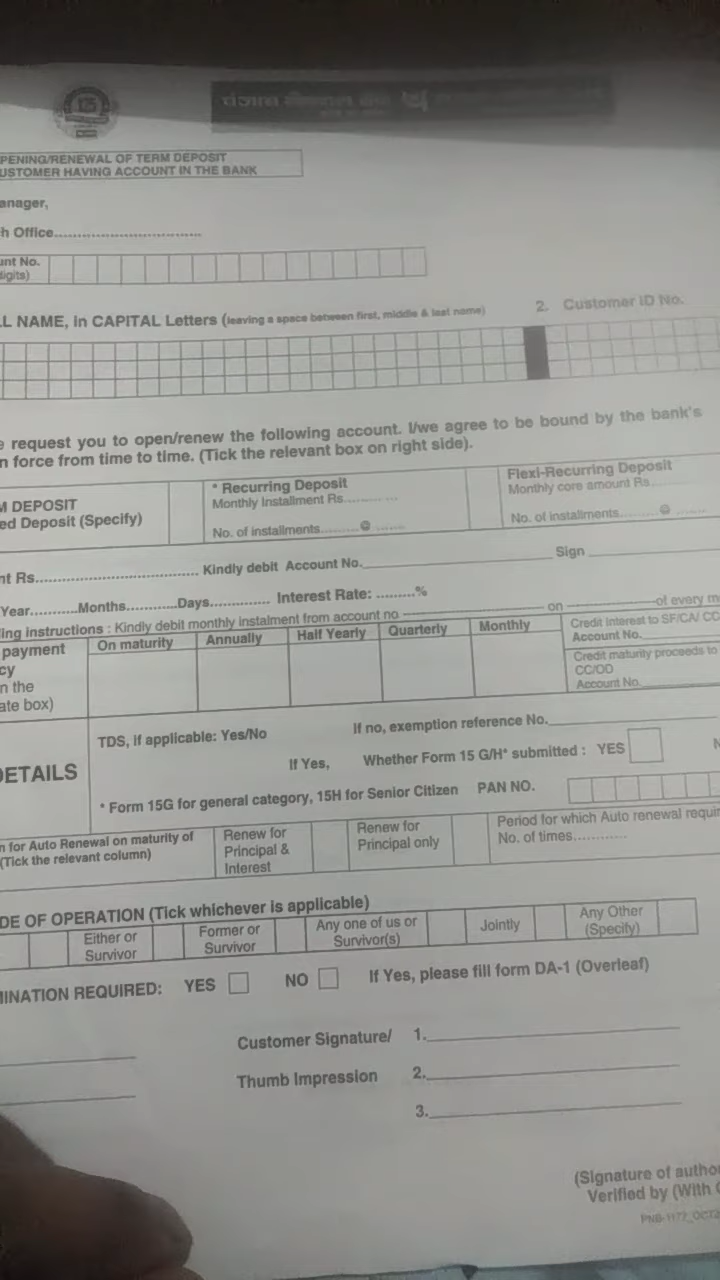 पंजाब नैशनल बैंक
PENING/RENEWAL OF TERM DEPOSIT
USTOMER HAVING ACCOUNT IN THE BANK
anager,
h Office.................................
unt No.
digits)
L NAME, in CAPITAL Letters (leaving a space between first, middle & last name) 2. Customer ID No.
e request you to open/renew the following account. I/we agree to be bound by the bank's
n force from time to time. (Tick the relevant box on right side).
M DEPOSIT
ed Deposit (Specify)
* Recurring Deposit
Monthly Installment Rs..............
No. of installments.........@ ........
Flexi-Recurring Deposit
Monthly core amount Rs.......
No. of installments.........@ ........
nt Rs.................................... Kindly debit Account No.____________ Sign ____________
Year..........Months...........Days............. Interest Rate: .........%
ing instructions : Kindly debit monthly instalment from account no ____________ on ____________of every m
payment
cy
n the
ate box)
On maturity Annually Half Yearly Quarterly Monthly
Credit Interest to SF/CA/ CC
Account No.
Credit maturity proceeds to
CC/OD
Account No.
DETAILS
TDS, if applicable: Yes/No If no, exemption reference No.____________
If Yes, Whether Form 15 G/H* submitted : YES N
* Form 15G for general category, 15H for Senior Citizen PAN NO.
n for Auto Renewal on maturity of
(Tick the relevant column)
Renew for
Principal &
Interest
Renew for
Principal only
Period for which Auto renewal requir
No. of times............
DE OF OPERATION (Tick whichever is applicable)
Either or
Survivor
Former or
Survivor
Any one of us or
Survivor(s)
Jointly
Any Other
(Specify)
MINATION REQUIRED: YES NO If Yes, please fill form DA-1 (Overleaf)
Customer Signature/ 1.____________
Thumb Impression 2.____________
3.____________
(Signature of autho
Verified by (With